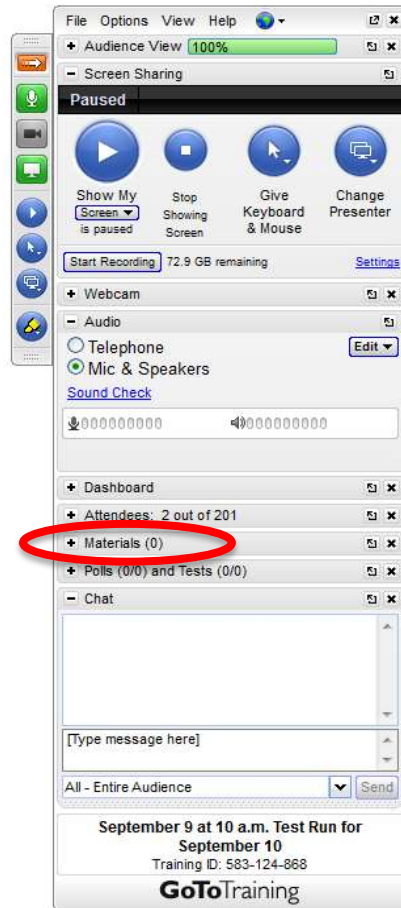 File Options View Help
Audience View 100%
Screen Sharing
Paused
Show My
Screen
is paused
Stop
Showing
Screen
Give
Keyboard
& Mouse
Change
Presenter
Start Recording 72.9 GB remaining Settings
Webcam
Audio
Telephone Edit
Mic & Speakers
Sound Check
000000000 000000000
Dashboard
Attendees: 2 out of 201
Materials (0)
Polls (0/0) and Tests (0/0)
Chat
[Type message here]
All - Entire Audience Send
September 9 at 10 a.m. Test Run for
September 10
Training ID: 583-124-868
GoToTraining